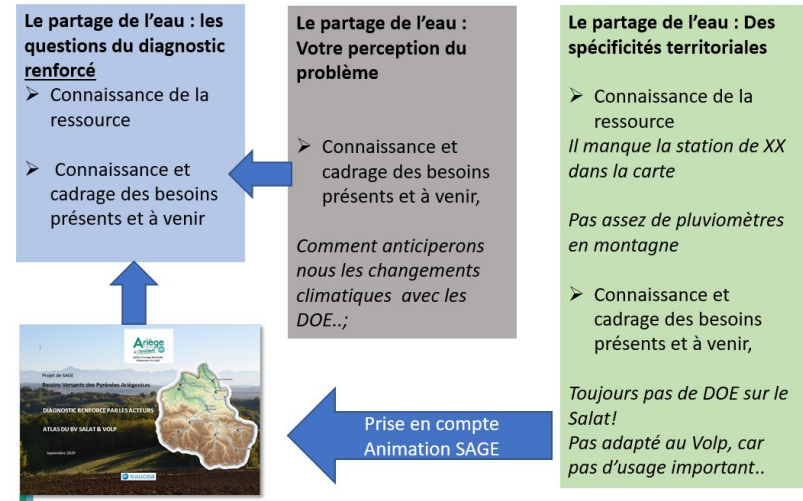 Le partage de l’eau : les
questions du diagnostic
renforcé
➢ Connaissance de la
ressource
➢ Connaissance et
cadrage des besoins
présents et à venir
Le partage de l’eau :
Votre perception du
problème
➢ Connaissance et
cadrage des besoins
présents et à venir,
Comment anticiperons
nous les changements
climatiques avec les
DOE..;
Le partage de l’eau : Des
spécificités territoriales
➢ Connaissance de la
ressource
Il manque la station de XX
dans la carte
Pas assez de pluviomètres
en montagne
➢ Connaissance et
cadrage des besoins
présents et à venir,
Toujours pas de DOE sur le
Salat!
Pas adapté au Volp, car
pas d’usage important..
Ariège
Projet de SAGE
Bassins Versants des Pyrénées Ariégeoises
DIAGNOSTIC RENFORCE PAR LES ACTEURS
ATLAS DU BV SALAT & VOLP
Septembre 2020
eaucea
Prise en compte
Animation SAGE